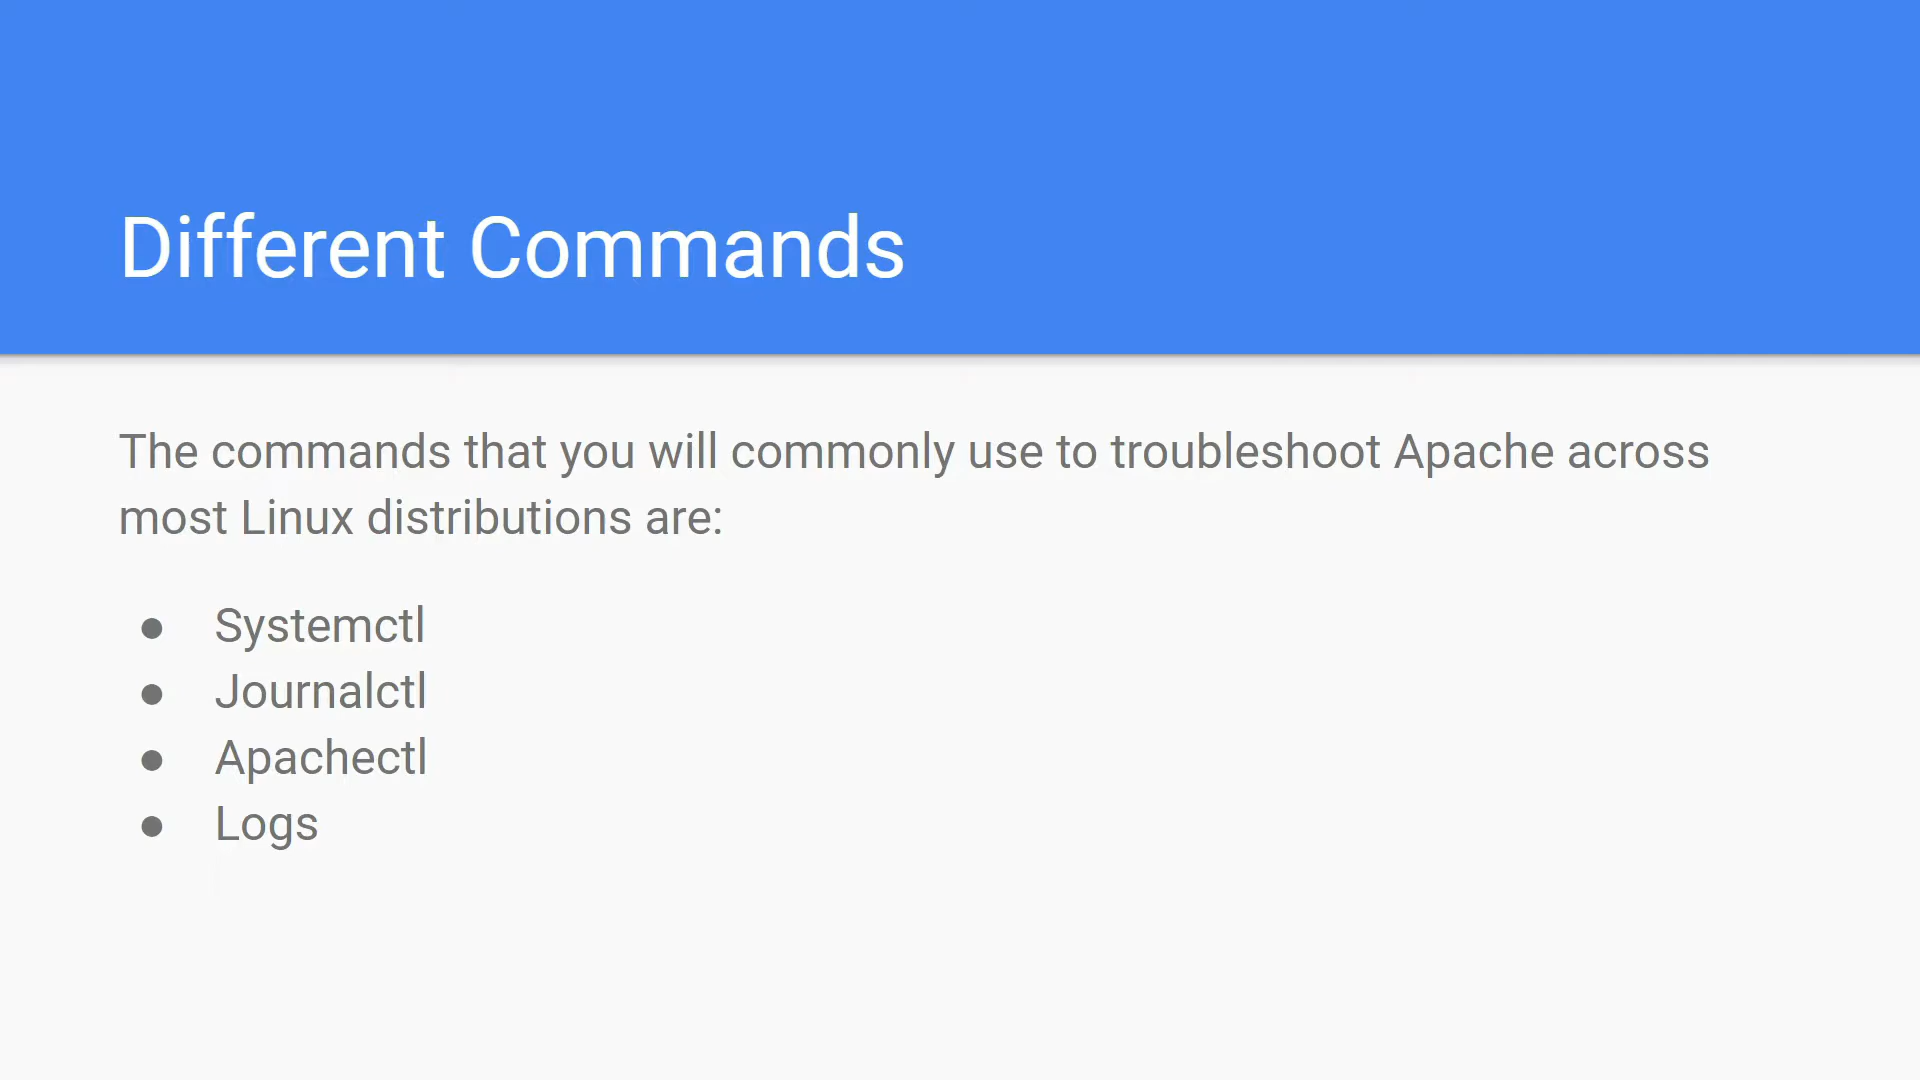 Different Commands
The commands that you will commonly use to troubleshoot Apache across
most Linux distributions are:
● Systemctl
● Journalctl
● Apachectl
● Logs